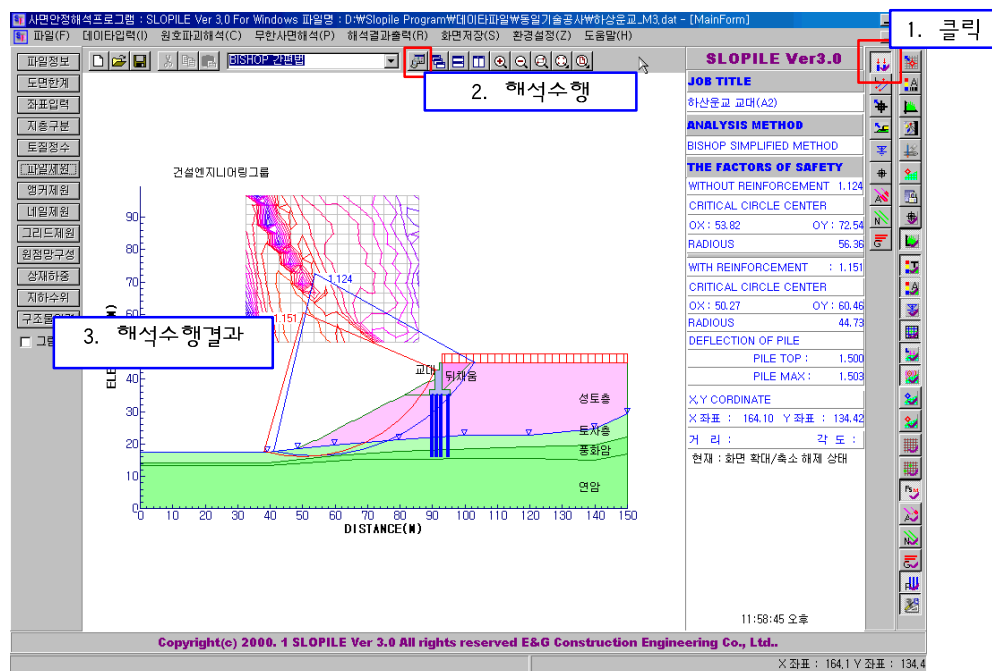 사면안정해석프로그램 : SLOPILE Ver 3.0 For Windows 파일명 : D:₩Slopile Program₩데이타파일₩동일기술공사₩하상운교_M3.dat - [MainForm]
1. 클릭
파일(F) 데이타입력(I) 원호파괴해석(C) 무한사면해석(P) 해석결과출력(R) 화면저장(S) 환경설정(Z) 도움말(H)
BISHOP 간편법
2. 해석수행
파일정보
도면한계
좌표입력
지층구분
토질정수
파일제원
앵커제원
네일제원
그리드제원
원점망구성
상재하중
지하수위
3. 해석수행결과
건설엔지니어링그룹
90
80
70
60
40
30
20
10
0
1.124
1.151
교대
뒤채움
성토층
토사층
풍화암
연암
0 10 20 30 40 50 60 70 80 90 100 110 120 130 140 150
DISTANCE(M)
SLOPILE Ver3.0
JOB TITLE
하산운교 교대(A2)
ANALYSIS METHOD
BISHOP SIMPLIFIED METHOD
THE FACTORS OF SAFETY
WITHOUT REINFORCEMENT 1.124
CRITICAL CIRCLE CENTER
OX : 53.82 OY : 72.54
RADIOUS 56.36
WITH REINFORCEMENT : 1.151
CRITICAL CIRCLE CENTER
OX : 50.27 OY : 60.46
RADIOUS 44.73
DEFLECTION OF PILE
PILE TOP : 1.500
PILE MAX : 1.503
X,Y CORDINATE
X 좌표 : 164.10 Y 좌표 : 134.42
거 리 : 각 도 :
현재 : 화면 확대/축소 해제 상태
11:58:45 오후
Copyright(c) 2000. 1 SLOPILE Ver 3.0 All rights reserved E&G Construction Engineering Co., Ltd..
X 좌표 : 164.1 Y 좌표 : 134.4